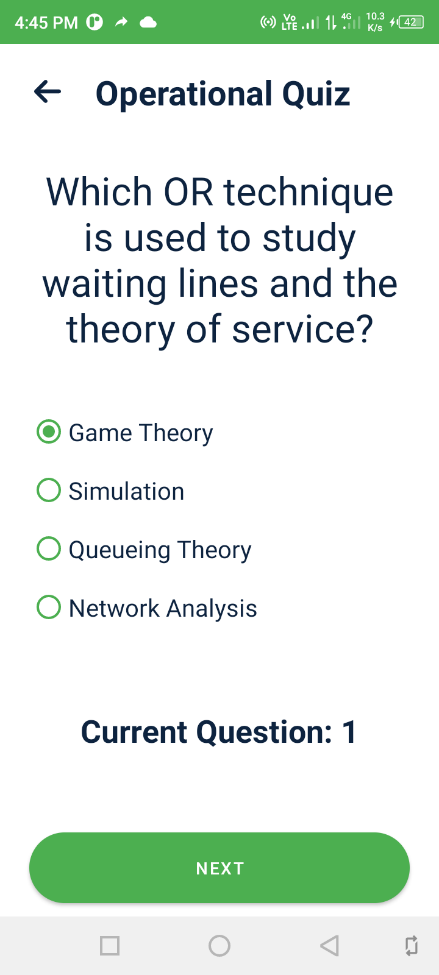 4:45 PM
Vo LTE 4G 10.3 K/s 42
Operational Quiz
Which OR technique
is used to study
waiting lines and the
theory of service?
Game Theory
Simulation
Queueing Theory
Network Analysis
Current Question: 1
NEXT